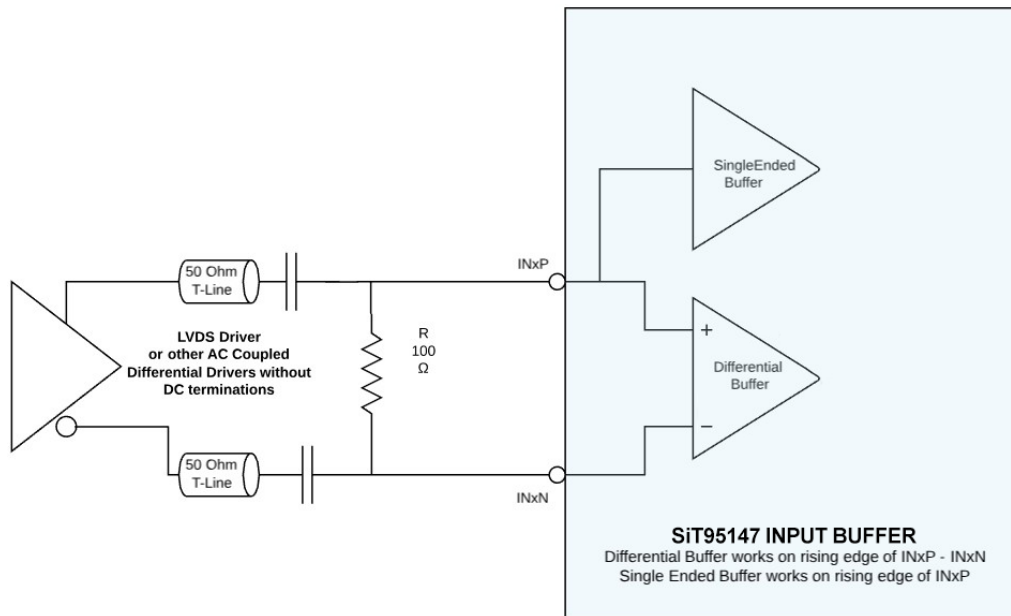 SingleEnded
Buffer
INxP
50 Ohm
T-Line
LVDS Driver
or other AC Coupled
Differential Drivers without
DC terminations
R
100
Ω
+
Differential
Buffer
−
50 Ohm
T-Line
INxN
SiT95147 INPUT BUFFER
Differential Buffer works on rising edge of INxP - INxN
Single Ended Buffer works on rising edge of INxP